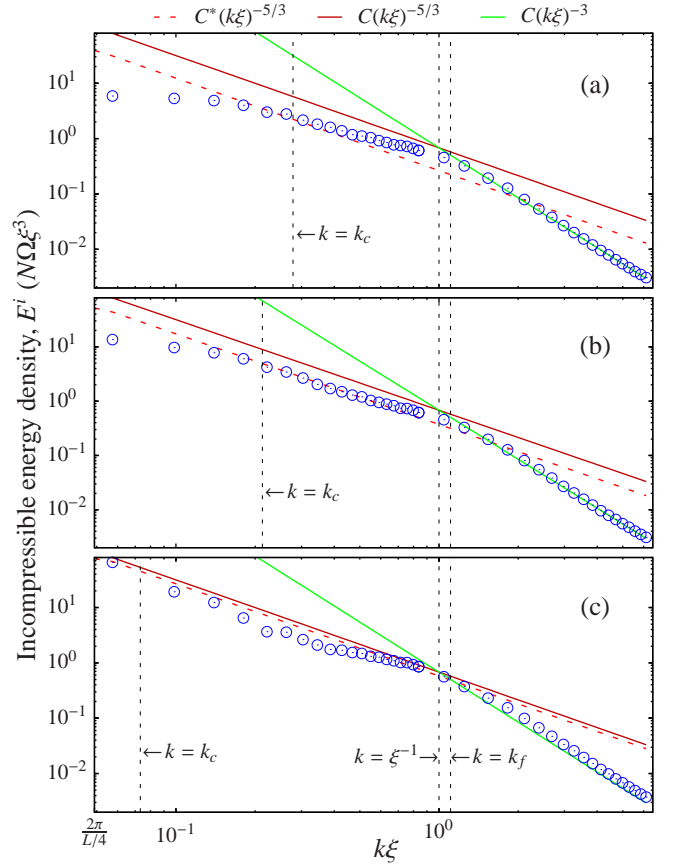 C*(kξ)^{-5/3} C(kξ)^{-5/3} C(kξ)^{-3}
Incompressible energy density, E^i (NΩξ^3)
10^1
10^0
10^{-1}
10^{-2}
(a)
←k = k_c
10^1
10^0
10^{-1}
10^{-2}
(b)
←k = k_c
10^1
10^0
10^{-1}
10^{-2}
(c)
←k = k_c k = ξ^{-1}→ ←k = k_f
2π/(L/4) 10^{-1} 10^0
kξ